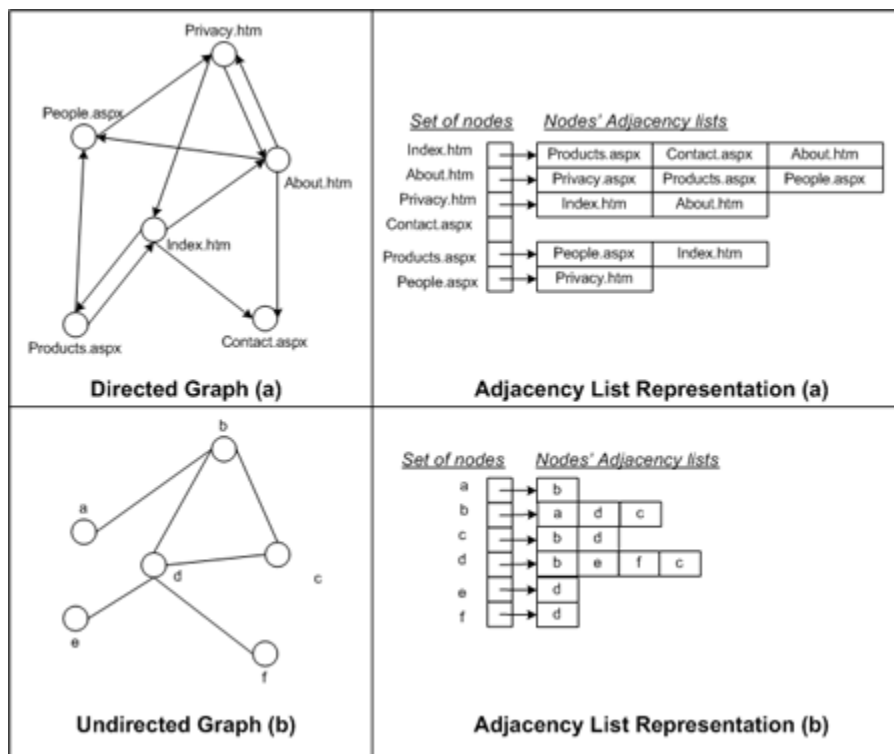 Privacy.htm
People.aspx
About.htm
Index.htm
Products.aspx
Contact.aspx
Directed Graph (a)
Set of nodes Nodes' Adjacency lists
Index.htm Products.aspx Contact.aspx About.htm
About.htm Privacy.aspx Products.aspx People.aspx
Privacy.htm Index.htm About.htm
Contact.aspx
Products.aspx People.aspx Index.htm
People.aspx Privacy.htm
Adjacency List Representation (a)
b
a
d
c
e
f
Undirected Graph (b)
Set of nodes Nodes' Adjacency lists
a b
b a d c
c b d
d b e f c
e d
f d
Adjacency List Representation (b)